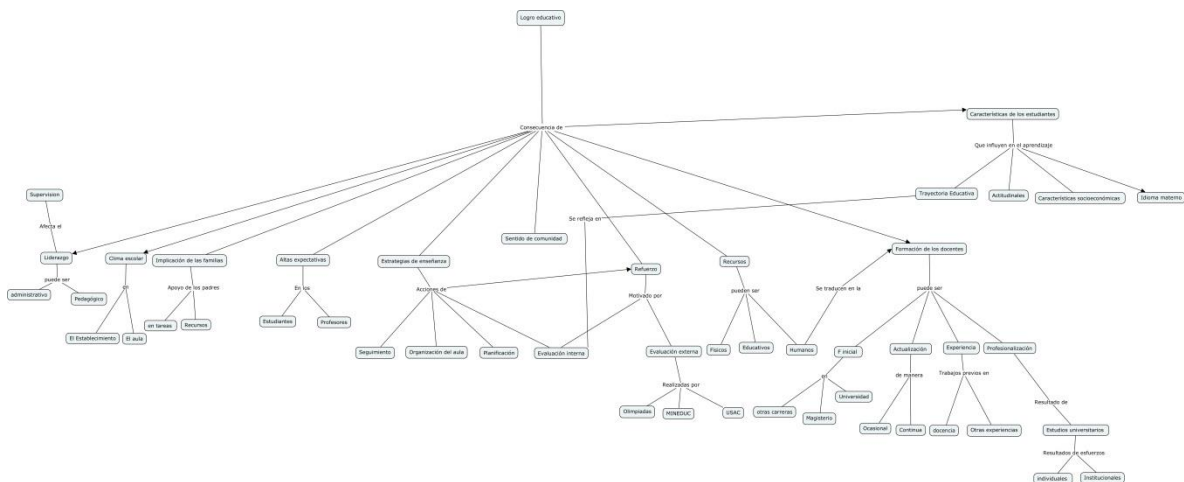 Logro educativo
Características de los estudiantes
Consecuencia de
Que influyen en el aprendizaje
Supervision
Trayectoria Educativa
Actitudinales
Características socioeconómicas
Idioma materno
Afecta el
Se refleja en
Sentido de comunidad
Liderazgo
Clima escolar
Implicación de las familias
Altas expectativas
Estrategias de enseñanza
Refuerzo
Recursos
Formación de los docentes
puede ser
en
Apoyo de los padres
En los
Acciones de
Motivado por
pueden ser
Se traducen en la
puede ser
administrativo
Pedagógico
El Establecimiento
El aula
en tareas
Recursos
Estudiantes
Profesores
Seguimiento
Organización del aula
Planificación
Evaluación interna
Evaluación externa
Físicos
Educativos
Humanos
F inicial
Actualización
Experiencia
Profesionalización
Realizadas por
en
de manera
Trabajos previos en
Resultado de
Olimpiadas
MINEDUC
USAC
otras carreras
Magisterio
Universidad
Ocasional
Continua
docencia
Otras experiencias
Estudios universitarios
Resultados de esfuerzos
individuales
Institucionales